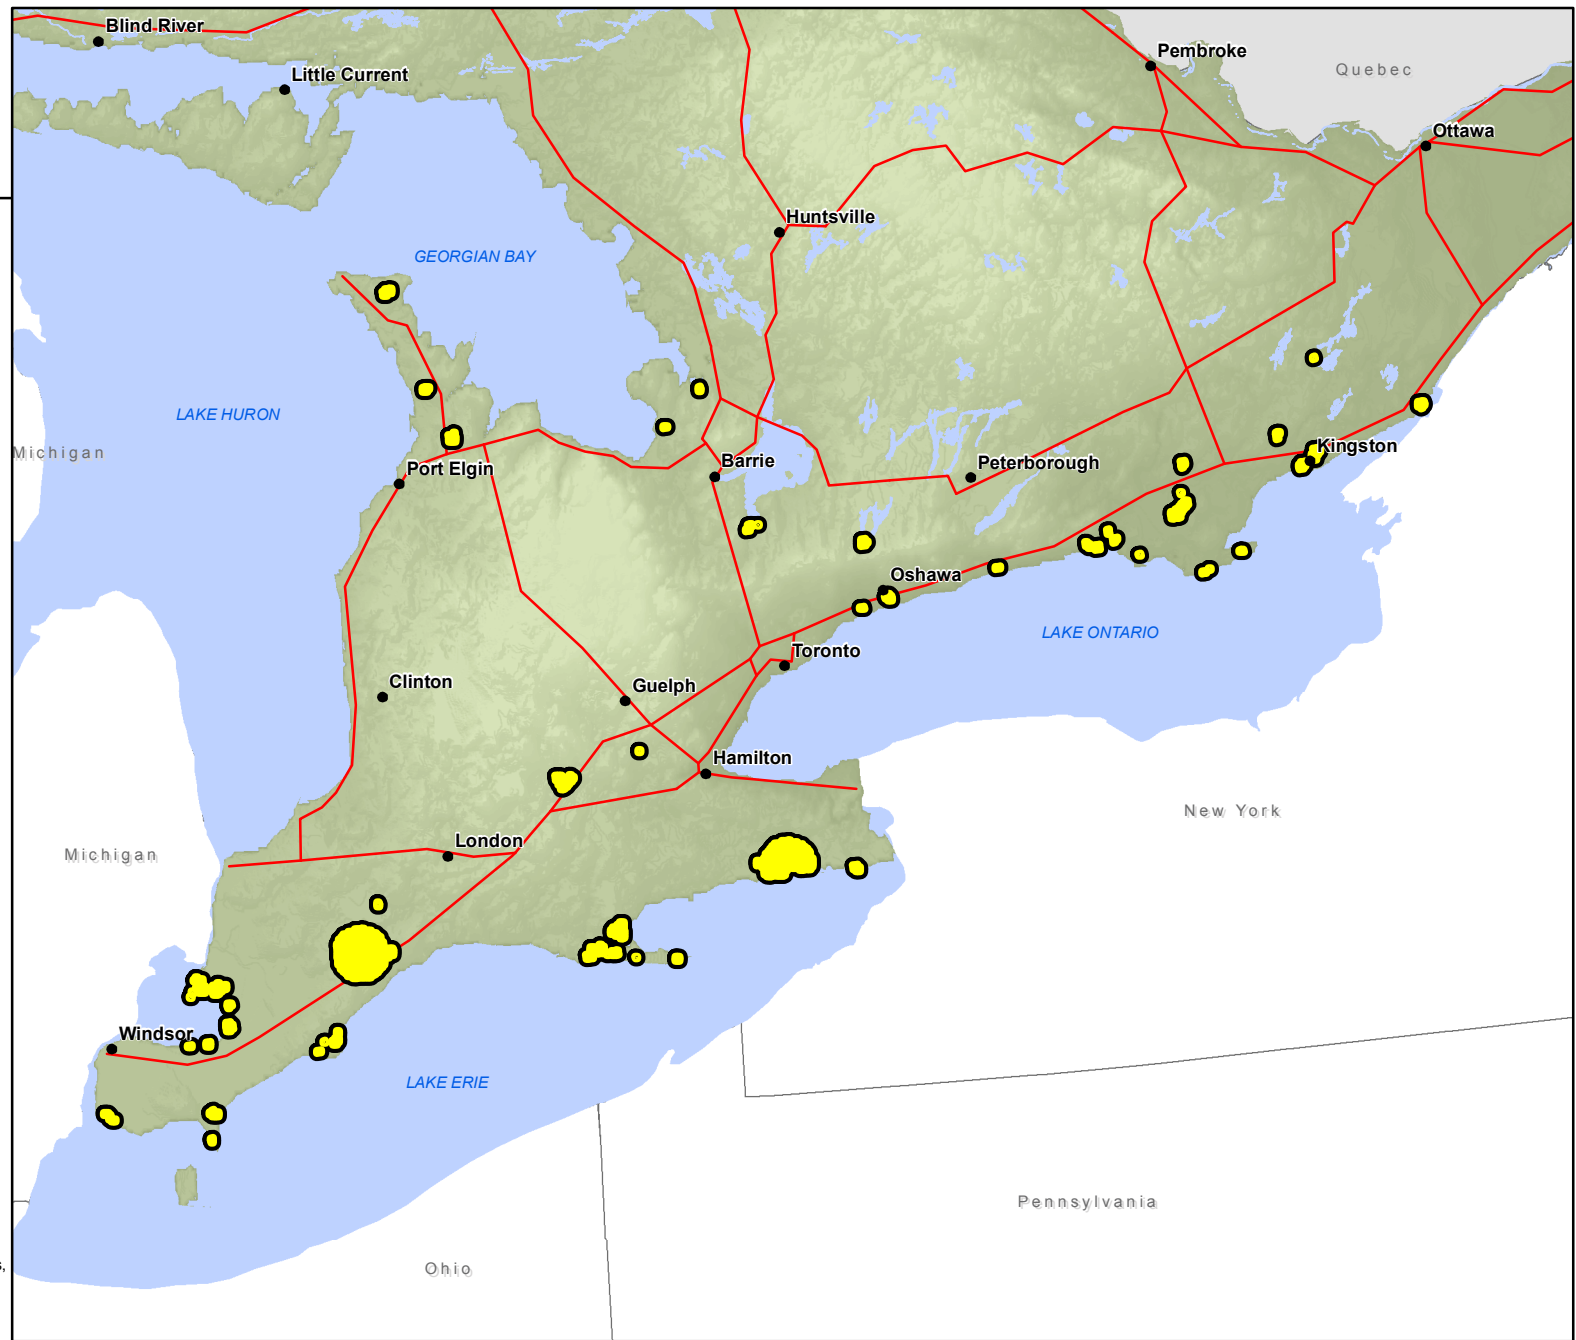 Blind River
Pembroke
Quebec
Little Current
Ottawa
Huntsville
GEORGIAN BAY
LAKE HURON
Michigan
Kingston
Port Elgin
Barrie
Peterborough
Oshawa
LAKE ONTARIO
Toronto
Clinton
Guelph
Hamilton
New York
London
Michigan
Windsor
LAKE ERIE
Pennsylvania
Ohio
s,